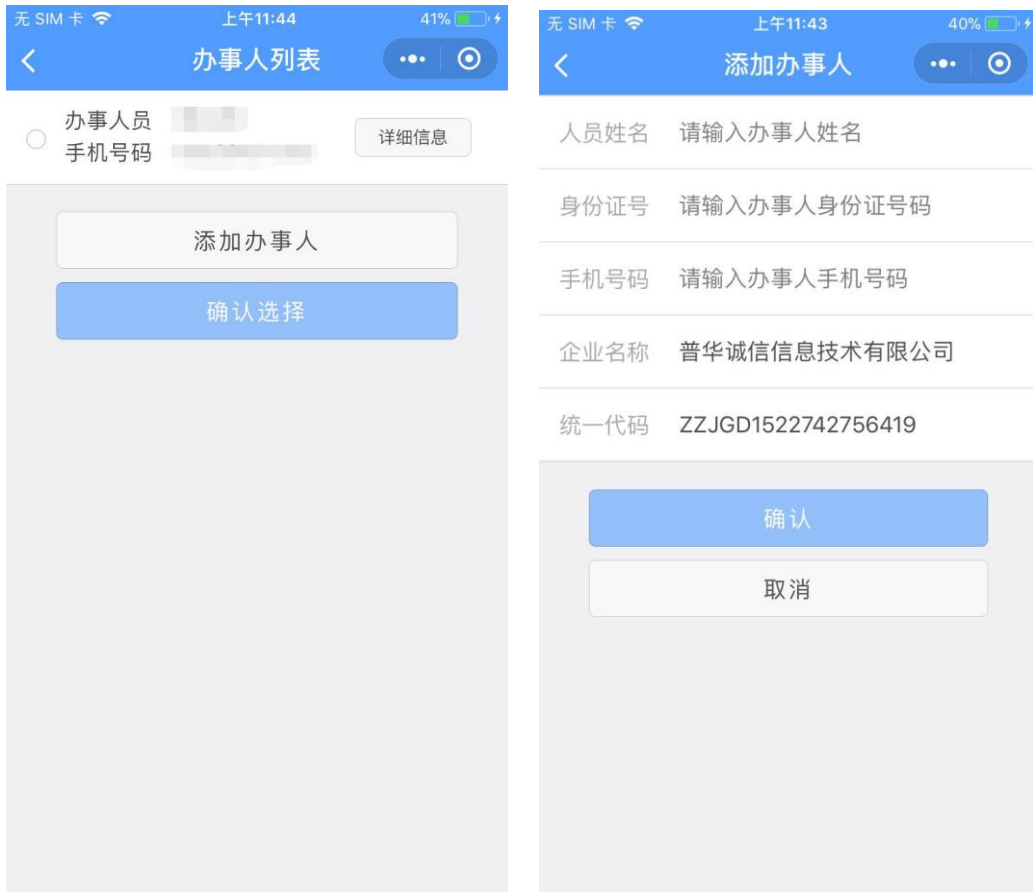 无 SIM 卡 上午11:44 41%
办事人列表
办事人员
手机号码
详细信息
添加办事人
确认选择
无 SIM 卡 上午11:43 40%
添加办事人
人员姓名 请输入办事人姓名
身份证号 请输入办事人身份证号码
手机号码 请输入办事人手机号码
企业名称 普华诚信信息技术有限公司
统一代码 ZZJGD1522742756419
确认
取消